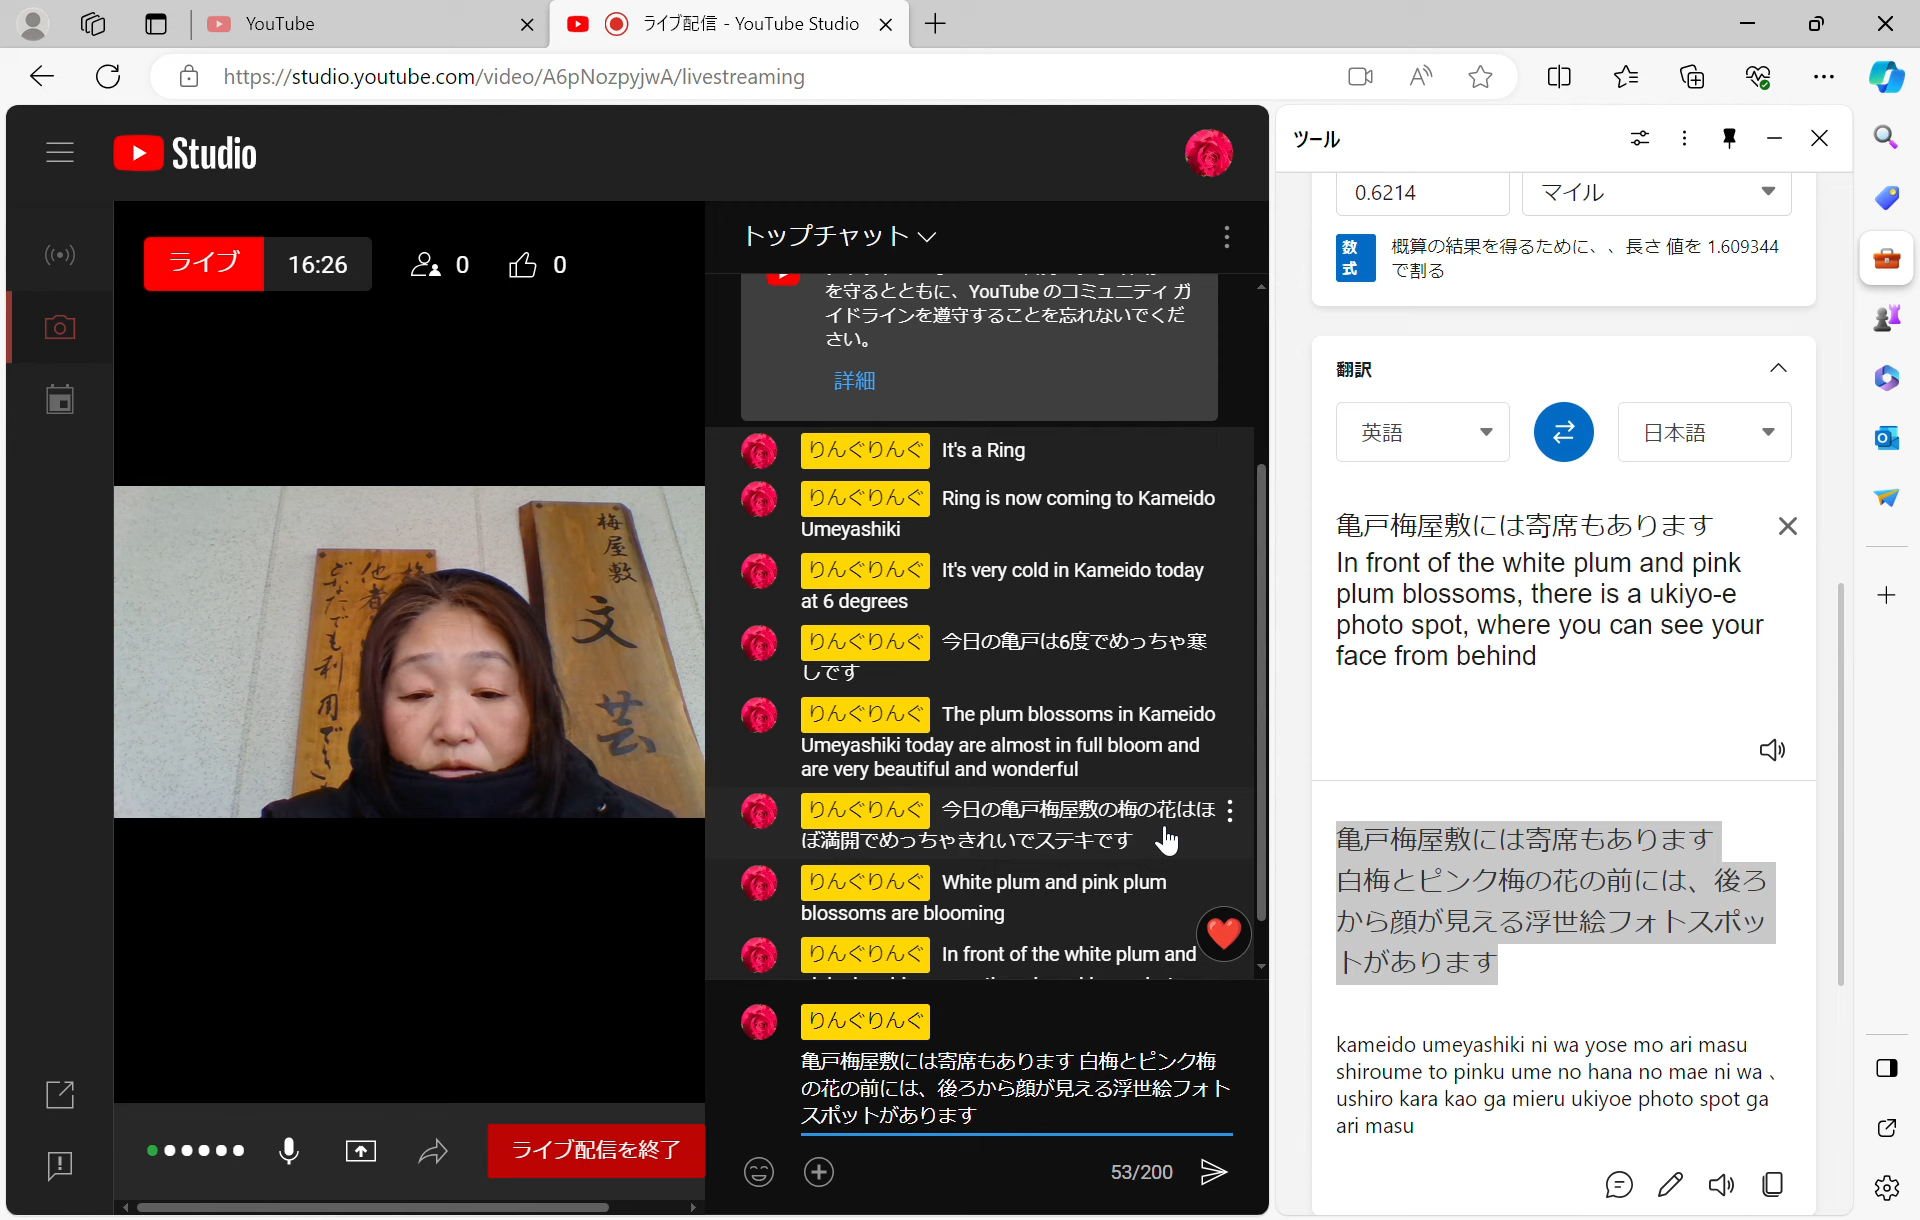 YouTube
ライブ配信 - YouTube Studio
https://studio.youtube.com/video/A6pNozpyjwA/livestreaming
Studio
ツール
ライブ
16:26
0
0
トップチャット
を守るとともに、YouTube のコミュニティ ガ
イドラインを遵守することを忘れないでくだ
さい。
詳細
りんぐりんぐ It's a Ring
りんぐりんぐ Ring is now coming to Kameido
Umeyashiki
りんぐりんぐ It's very cold in Kameido today
at 6 degrees
りんぐりんぐ 今日の亀戸は6度でめっちゃ寒
しです
りんぐりんぐ The plum blossoms in Kameido
Umeyashiki today are almost in full bloom and
are very beautiful and wonderful
りんぐりんぐ 今日の亀戸梅屋敷の梅の花はほ
ぼ満開でめっちゃきれいでステキです
りんぐりんぐ White plum and pink plum
blossoms are blooming
りんぐりんぐ In front of the white plum and
りんぐりんぐ
亀戸梅屋敷には寄席もあります 白梅とピンク梅
の花の前には、後ろから顔が見える浮世絵フォト
スポットがあります
53/200
ライブ配信を終了
梅屋敷
文芸
他者
どなたでも利用でき
0.6214
マイル
数式
概算の結果を得るために、、長さ 値を 1.609344
で割る
翻訳
英語
日本語
亀戸梅屋敷には寄席もあります
In front of the white plum and pink
plum blossoms, there is a ukiyo-e
photo spot, where you can see your
face from behind
亀戸梅屋敷には寄席もあります
白梅とピンク梅の花の前には、後ろ
から顔が見える浮世絵フォトスポッ
トがあります
kameido umeyashiki ni wa yose mo ari masu
shiroume to pinku ume no hana no mae ni wa 、
ushiro kara kao ga mieru ukiyoe photo spot ga
ari masu